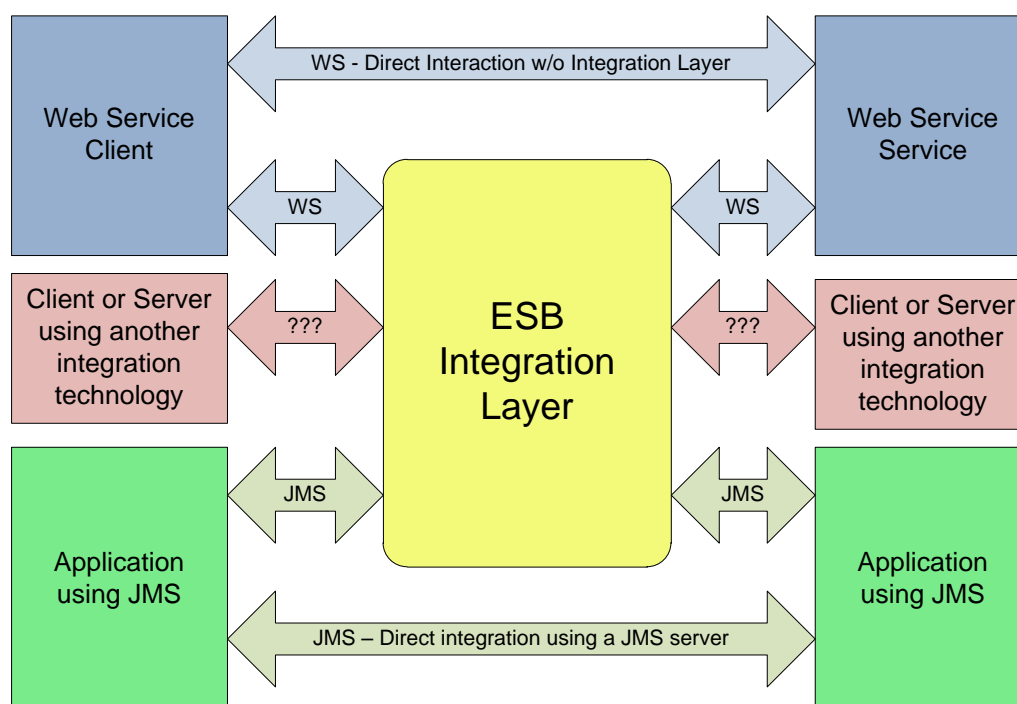 WS - Direct Interaction w/o Integration Layer
Web Service
Client
Web Service
Service
WS
WS
Client or Server
using another
integration
technology
???
ESB
Integration
Layer
???
Client or Server
using another
integration
technology
JMS
JMS
Application
using JMS
Application
using JMS
JMS – Direct integration using a JMS server